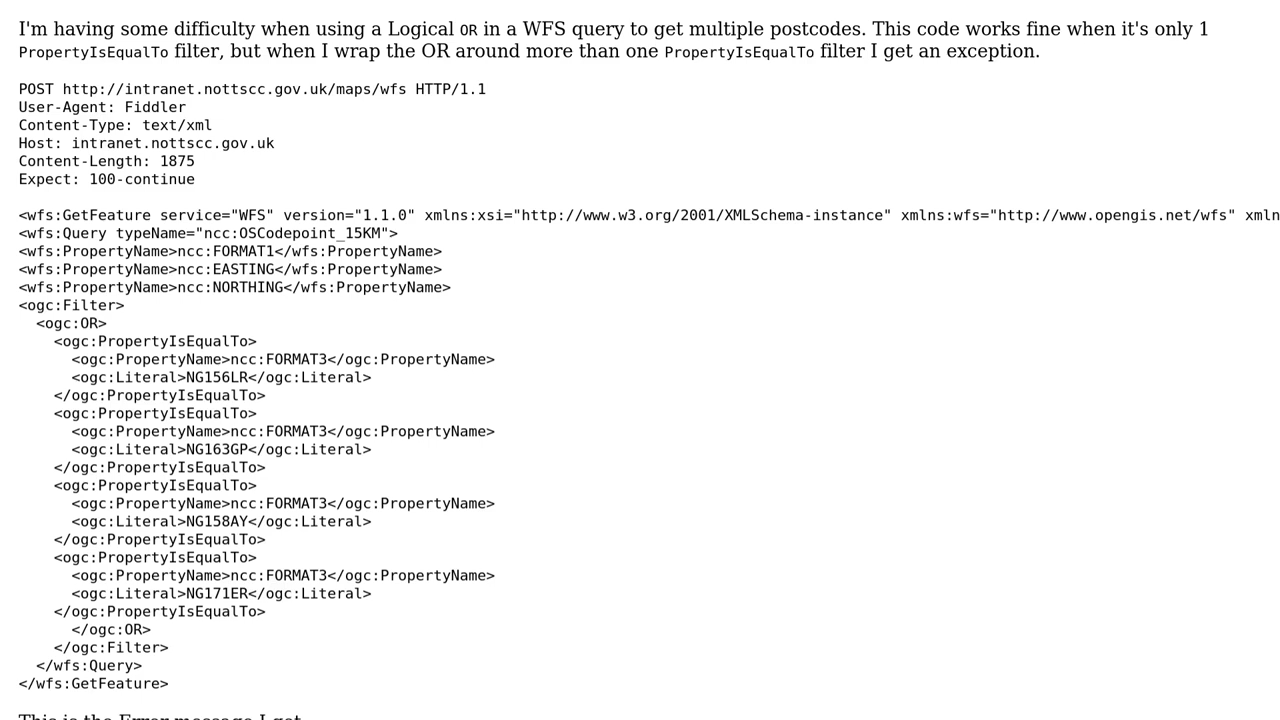 I'm having some difficulty when using a Logical OR in a WFS query to get multiple postcodes. This code works fine when it's only 1
PropertyIsEqualTo filter, but when I wrap the OR around more than one PropertyIsEqualTo filter I get an exception.
POST http://intranet.nottscc.gov.uk/maps/wfs HTTP/1.1
User-Agent: Fiddler
Content-Type: text/xml
Host: intranet.nottscc.gov.uk
Content-Length: 1875
Expect: 100-continue
<wfs:GetFeature service="WFS" version="1.1.0" xmlns:xsi="http://www.w3.org/2001/XMLSchema-instance" xmlns:wfs="http://www.opengis.net/wfs" xmln
<wfs:Query typeName="ncc:OSCodepoint_15KM">
<wfs:PropertyName>ncc:FORMAT1</wfs:PropertyName>
<wfs:PropertyName>ncc:EASTING</wfs:PropertyName>
<wfs:PropertyName>ncc:NORTHING</wfs:PropertyName>
<ogc:Filter>
  <ogc:OR>
    <ogc:PropertyIsEqualTo>
      <ogc:PropertyName>ncc:FORMAT3</ogc:PropertyName>
      <ogc:Literal>NG156LR</ogc:Literal>
    </ogc:PropertyIsEqualTo>
    <ogc:PropertyIsEqualTo>
      <ogc:PropertyName>ncc:FORMAT3</ogc:PropertyName>
      <ogc:Literal>NG163GP</ogc:Literal>
    </ogc:PropertyIsEqualTo>
    <ogc:PropertyIsEqualTo>
      <ogc:PropertyName>ncc:FORMAT3</ogc:PropertyName>
      <ogc:Literal>NG158AY</ogc:Literal>
    </ogc:PropertyIsEqualTo>
    <ogc:PropertyIsEqualTo>
      <ogc:PropertyName>ncc:FORMAT3</ogc:PropertyName>
      <ogc:Literal>NG171ER</ogc:Literal>
    </ogc:PropertyIsEqualTo>
      </ogc:OR>
    </ogc:Filter>
  </wfs:Query>
</wfs:GetFeature>
This is the Error message I get